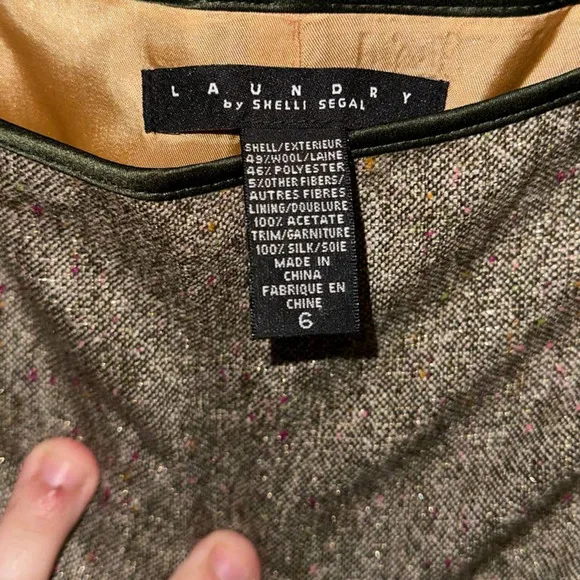 LAUNDRY
by SHELLI SEGAL
SHELL/EXTERIEUR
49%WOOL/LAINE
46% POLYESTER
5%OTHER FIBERS/
AUTRES FIBRES
LINING/DOUBLURE
100% ACETATE
TRIM/GARNITURE
100% SILK/SOIE
MADE IN
CHINA
FABRIQUE EN
CHINE
6